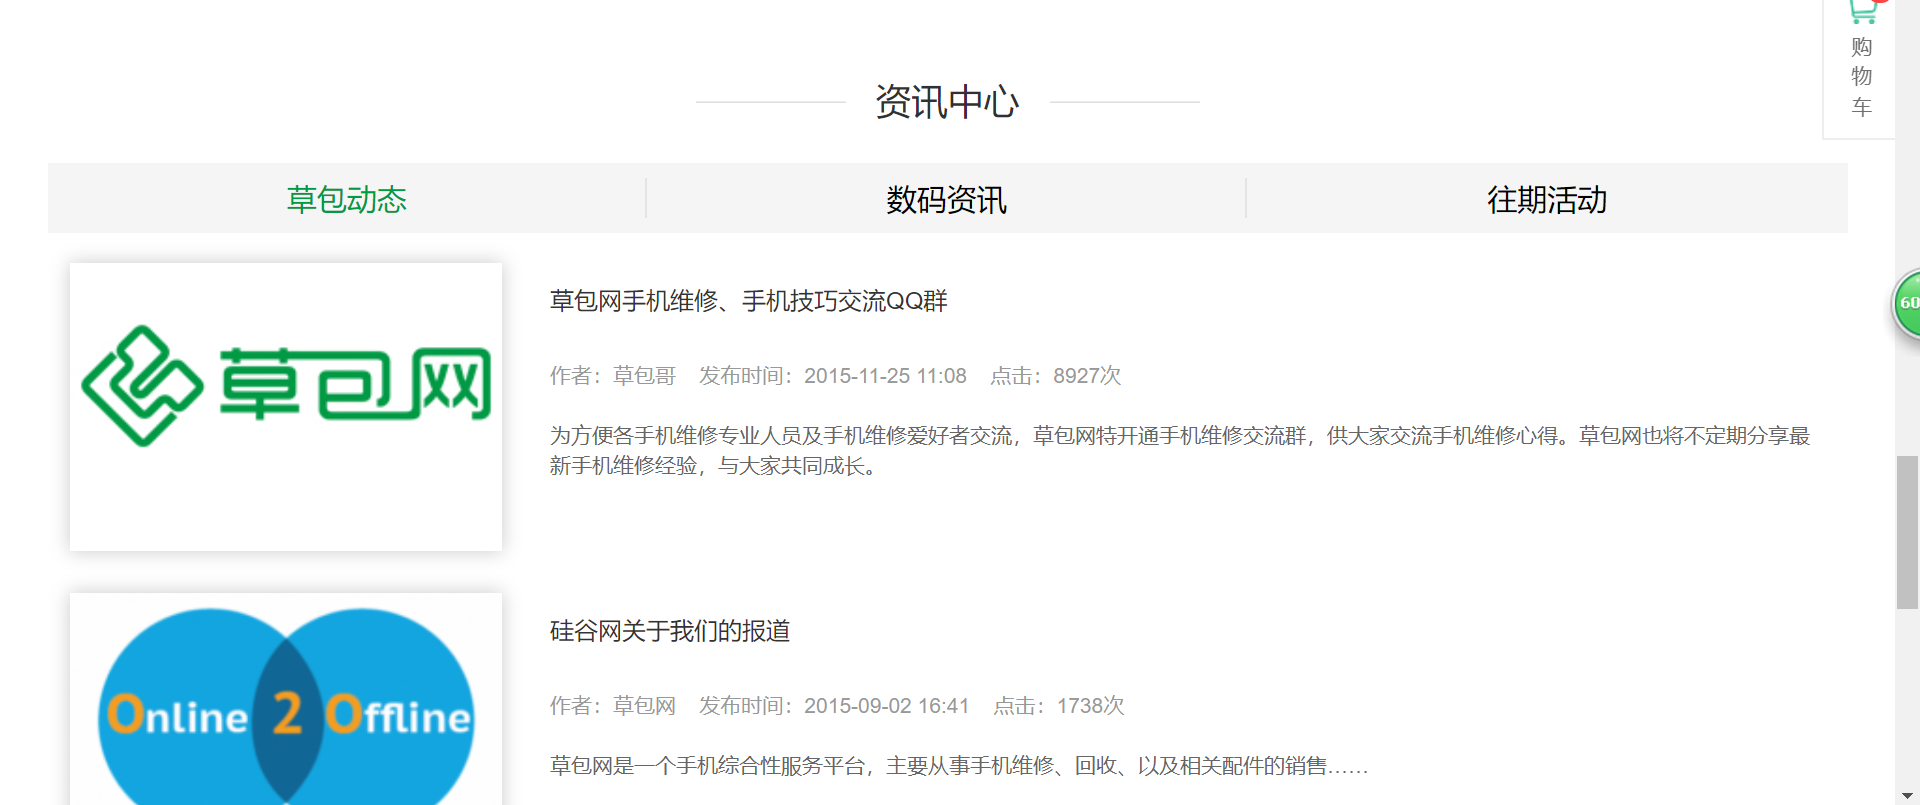 购
物
车
资讯中心
草包动态
数码资讯
往期活动
草包网
草包网手机维修、手机技巧交流QQ群
作者：草包哥 发布时间：2015-11-25 11:08 点击：8927次
为方便各手机维修专业人员及手机维修爱好者交流，草包网特开通手机维修交流群，供大家交流手机维修心得。草包网也将不定期分享最
新手机维修经验，与大家共同成长。
60
Online 2 Offline
硅谷网关于我们的报道
作者：草包网 发布时间：2015-09-02 16:41 点击：1738次
草包网是一个手机综合性服务平台，主要从事手机维修、回收、以及相关配件的销售……